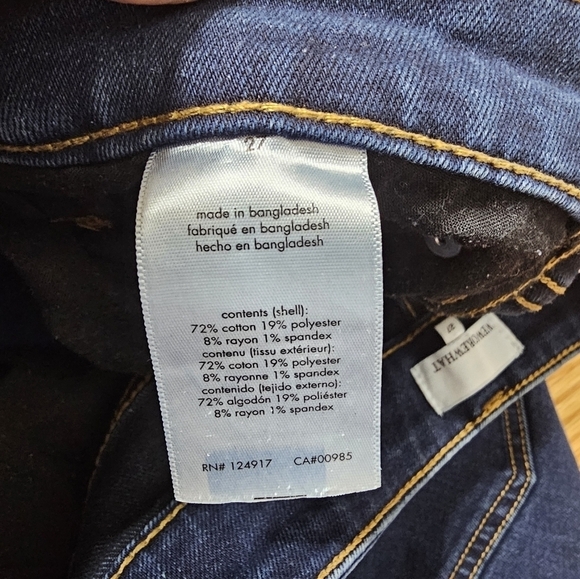 27
made in bangladesh
fabriqué en bangladesh
hecho en bangladesh
contents (shell):
72% cotton 19% polyester
8% rayon 1% spandex
contenu (tissu extérieur):
72% coton 19% polyester
8% rayonne 1% spandex
contenido (tejido externo):
72% algodón 19% poliéster
8% rayon 1% spandex
RN# 124917 CA#00985
WEWOREWHAT
27